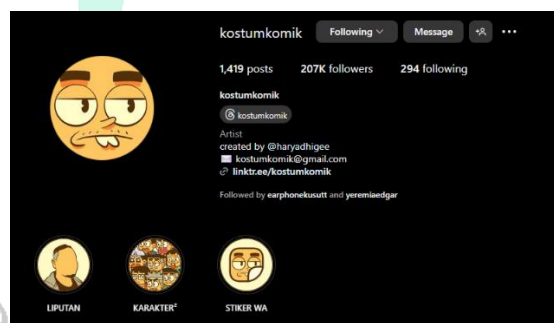 kostumkomik Following Message
1,419 posts 207K followers 294 following
kostumkomik
kostumkomik
Artist
created by @haryadhigee
kostumkomik@gmail.com
linktr.ee/kostumkomik
Followed by earphonekusutt and yeremiaedgar
LIPUTAN KARAKTER² STIKER WA